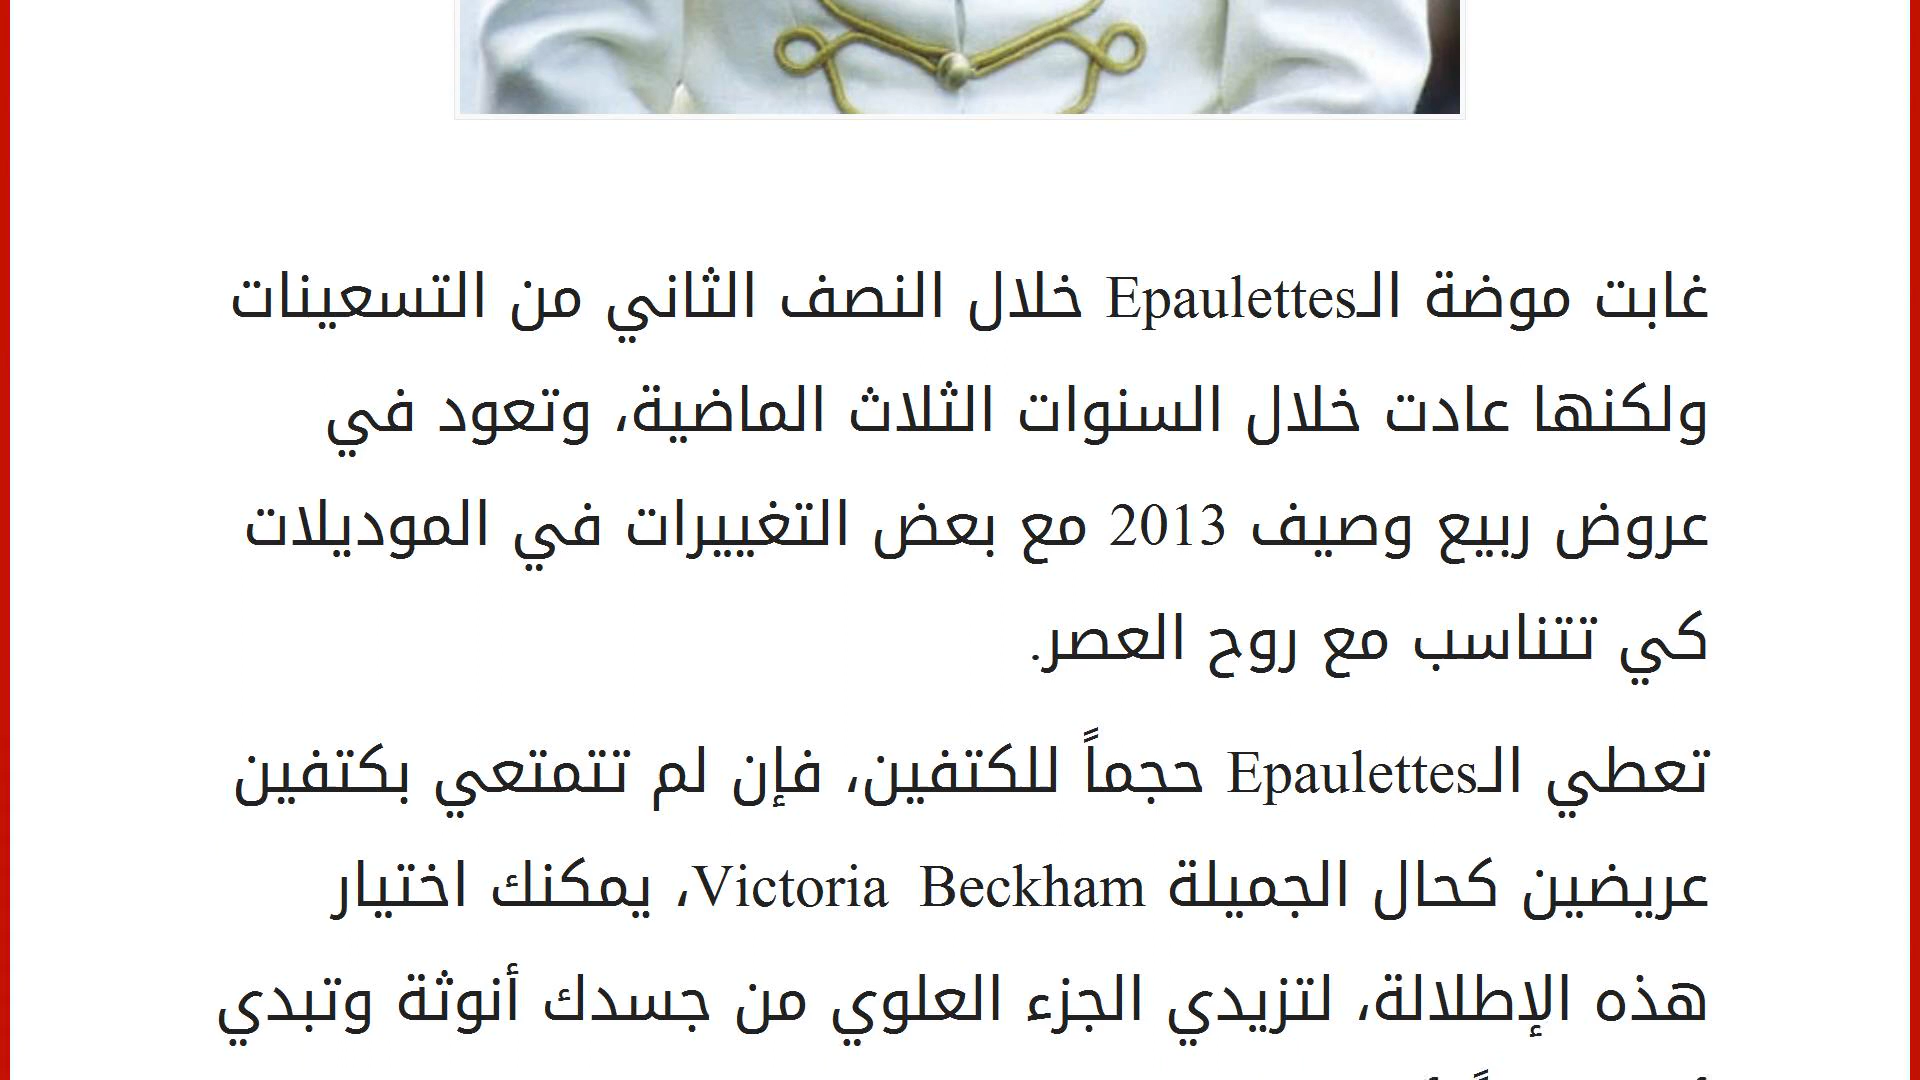 غابت موضة الـEpaulettes خلال النصف الثاني من التسعينات
ولكنها عادت خلال السنوات الثلاث الماضية، وتعود في
عروض ربيع وصيف 2013 مع بعض التغييرات في الموديلات
كي تتناسب مع روح العصر.
تعطي الـEpaulettes حجماً للكتفين، فإن لم تتمتعي بكتفين
عريضين كحال الجميلة Victoria Beckham، يمكنك اختيار
هذه الإطلالة، لتزيدي الجزء العلوي من جسدك أنوثة وتبدي